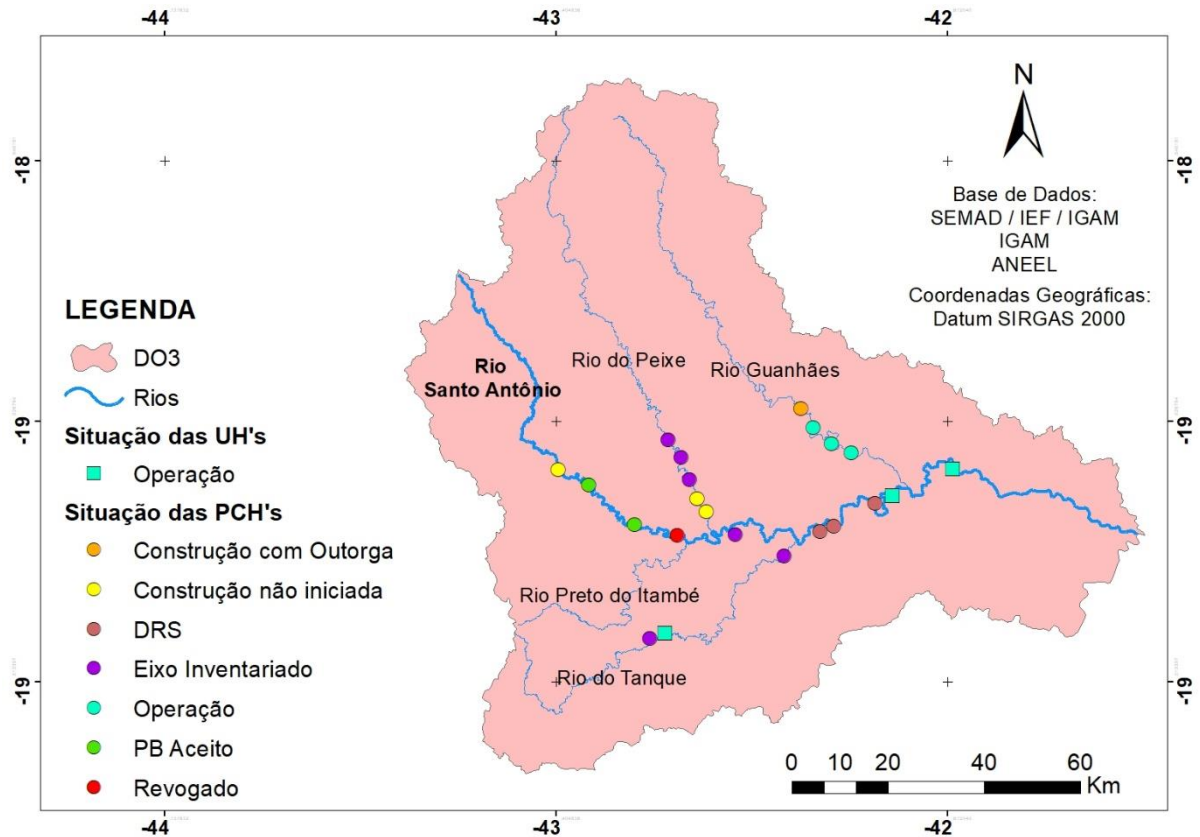 -44
-43
-42
-18
-18
N
Base de Dados:
SEMAD / IEF / IGAM
IGAM
ANEEL
Coordenadas Geográficas:
Datum SIRGAS 2000
LEGENDA
DO3
Rios
Situação das UH's
Operação
Situação das PCH's
Construção com Outorga
Construção não iniciada
DRS
Eixo Inventariado
Operação
PB Aceito
Revogado
Rio
Santo Antônio
Rio do Peixe
Rio Guanhães
-19
-19
Rio Preto do Itambé
Rio do Tanque
-19
-19
0 10 20 40 60
Km
-44
-43
-42